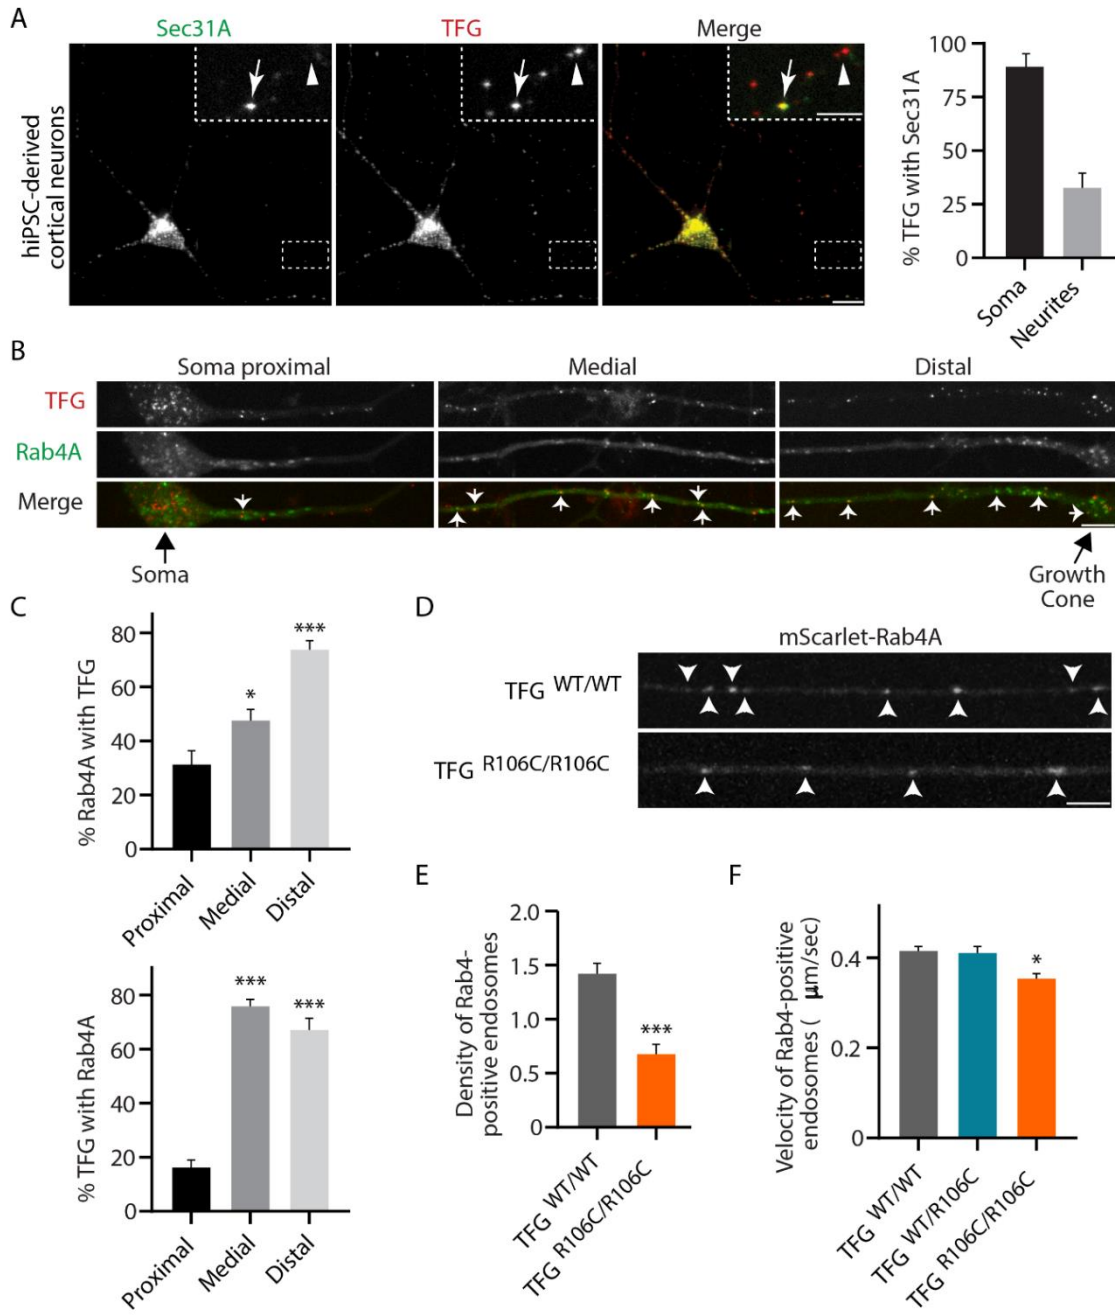 A
Sec31A
TFG
Merge
hiPSC-derived
cortical neurons
% TFG with Sec31A
100
75
50
25
0
Soma
Neurites
B
Soma proximal
Medial
Distal
TFG
Rab4A
Merge
Soma
Growth
Cone
C
% Rab4A with TFG
80
60
40
20
0
*
***
Proximal
Medial
Distal
% TFG with Rab4A
80
60
40
20
0
***
***
Proximal
Medial
Distal
D
mScarlet-Rab4A
TFG WT/WT
TFG R106C/R106C
E
Density of Rab4-
positive endosomes
2.0
1.5
1.0
0.5
0
***
TFG WT/WT
TFG R106C/R106C
F
Velocity of Rab4-positive
endosomes ( μm/sec)
0.4
0.2
0
*
TFG WT/WT
TFG WT/R106C
TFG R106C/R106C